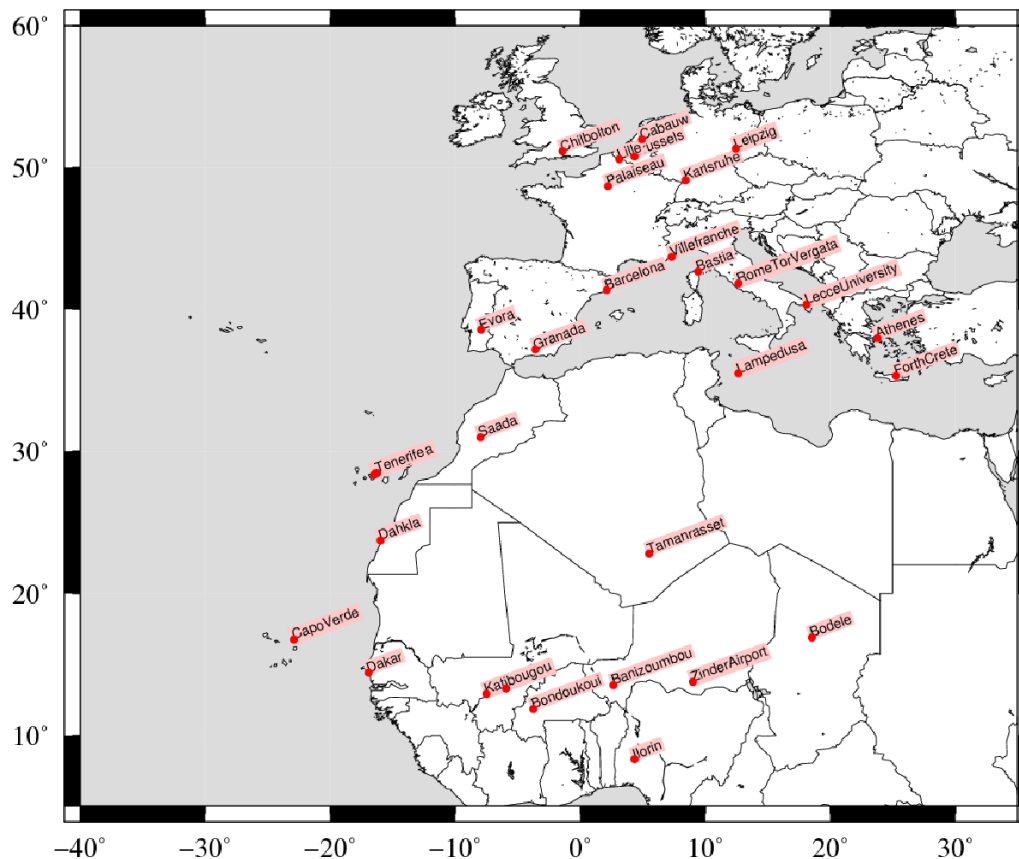 60°
50°
40°
30°
20°
10°
Chilbolton
Cabauw
Lille
ussels
Leipzig
Palaiseau
Karlsruhe
Villefranche
Bastia
RomeTorVergata
Barcelona
LecceUniversity
Evora
Granada
Athenes
Lampedusa
ForthCrete
Saada
Tenerife
Dahkla
Tamanrasset
CapoVerde
Bodele
Dakar
Banizoumbou
ZinderAirport
Bondoukoui
Ilorin
−40°
−30°
−20°
−10°
0°
10°
20°
30°